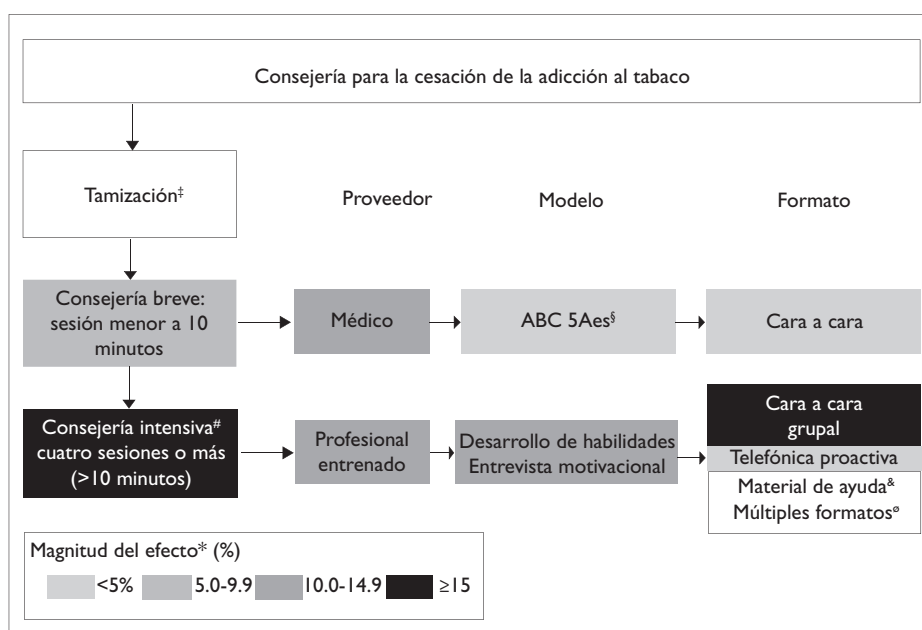 Consejería para la cesación de la adicción al tabaco
Tamización‡
Proveedor
Modelo
Formato
Consejería breve:
sesión menor a 10
minutos
Médico
ABC 5Aes§
Cara a cara
Consejería intensiva#
cuatro sesiones o más
(>10 minutos)
Profesional
entrenado
Desarrollo de habilidades
Entrevista motivacional
Cara a cara
grupal
Telefónica proactiva
Material de ayuda&
Múltiples formatosø
Magnitud del efecto* (%)
<5% 5.0-9.9 10.0-14.9 ≥15